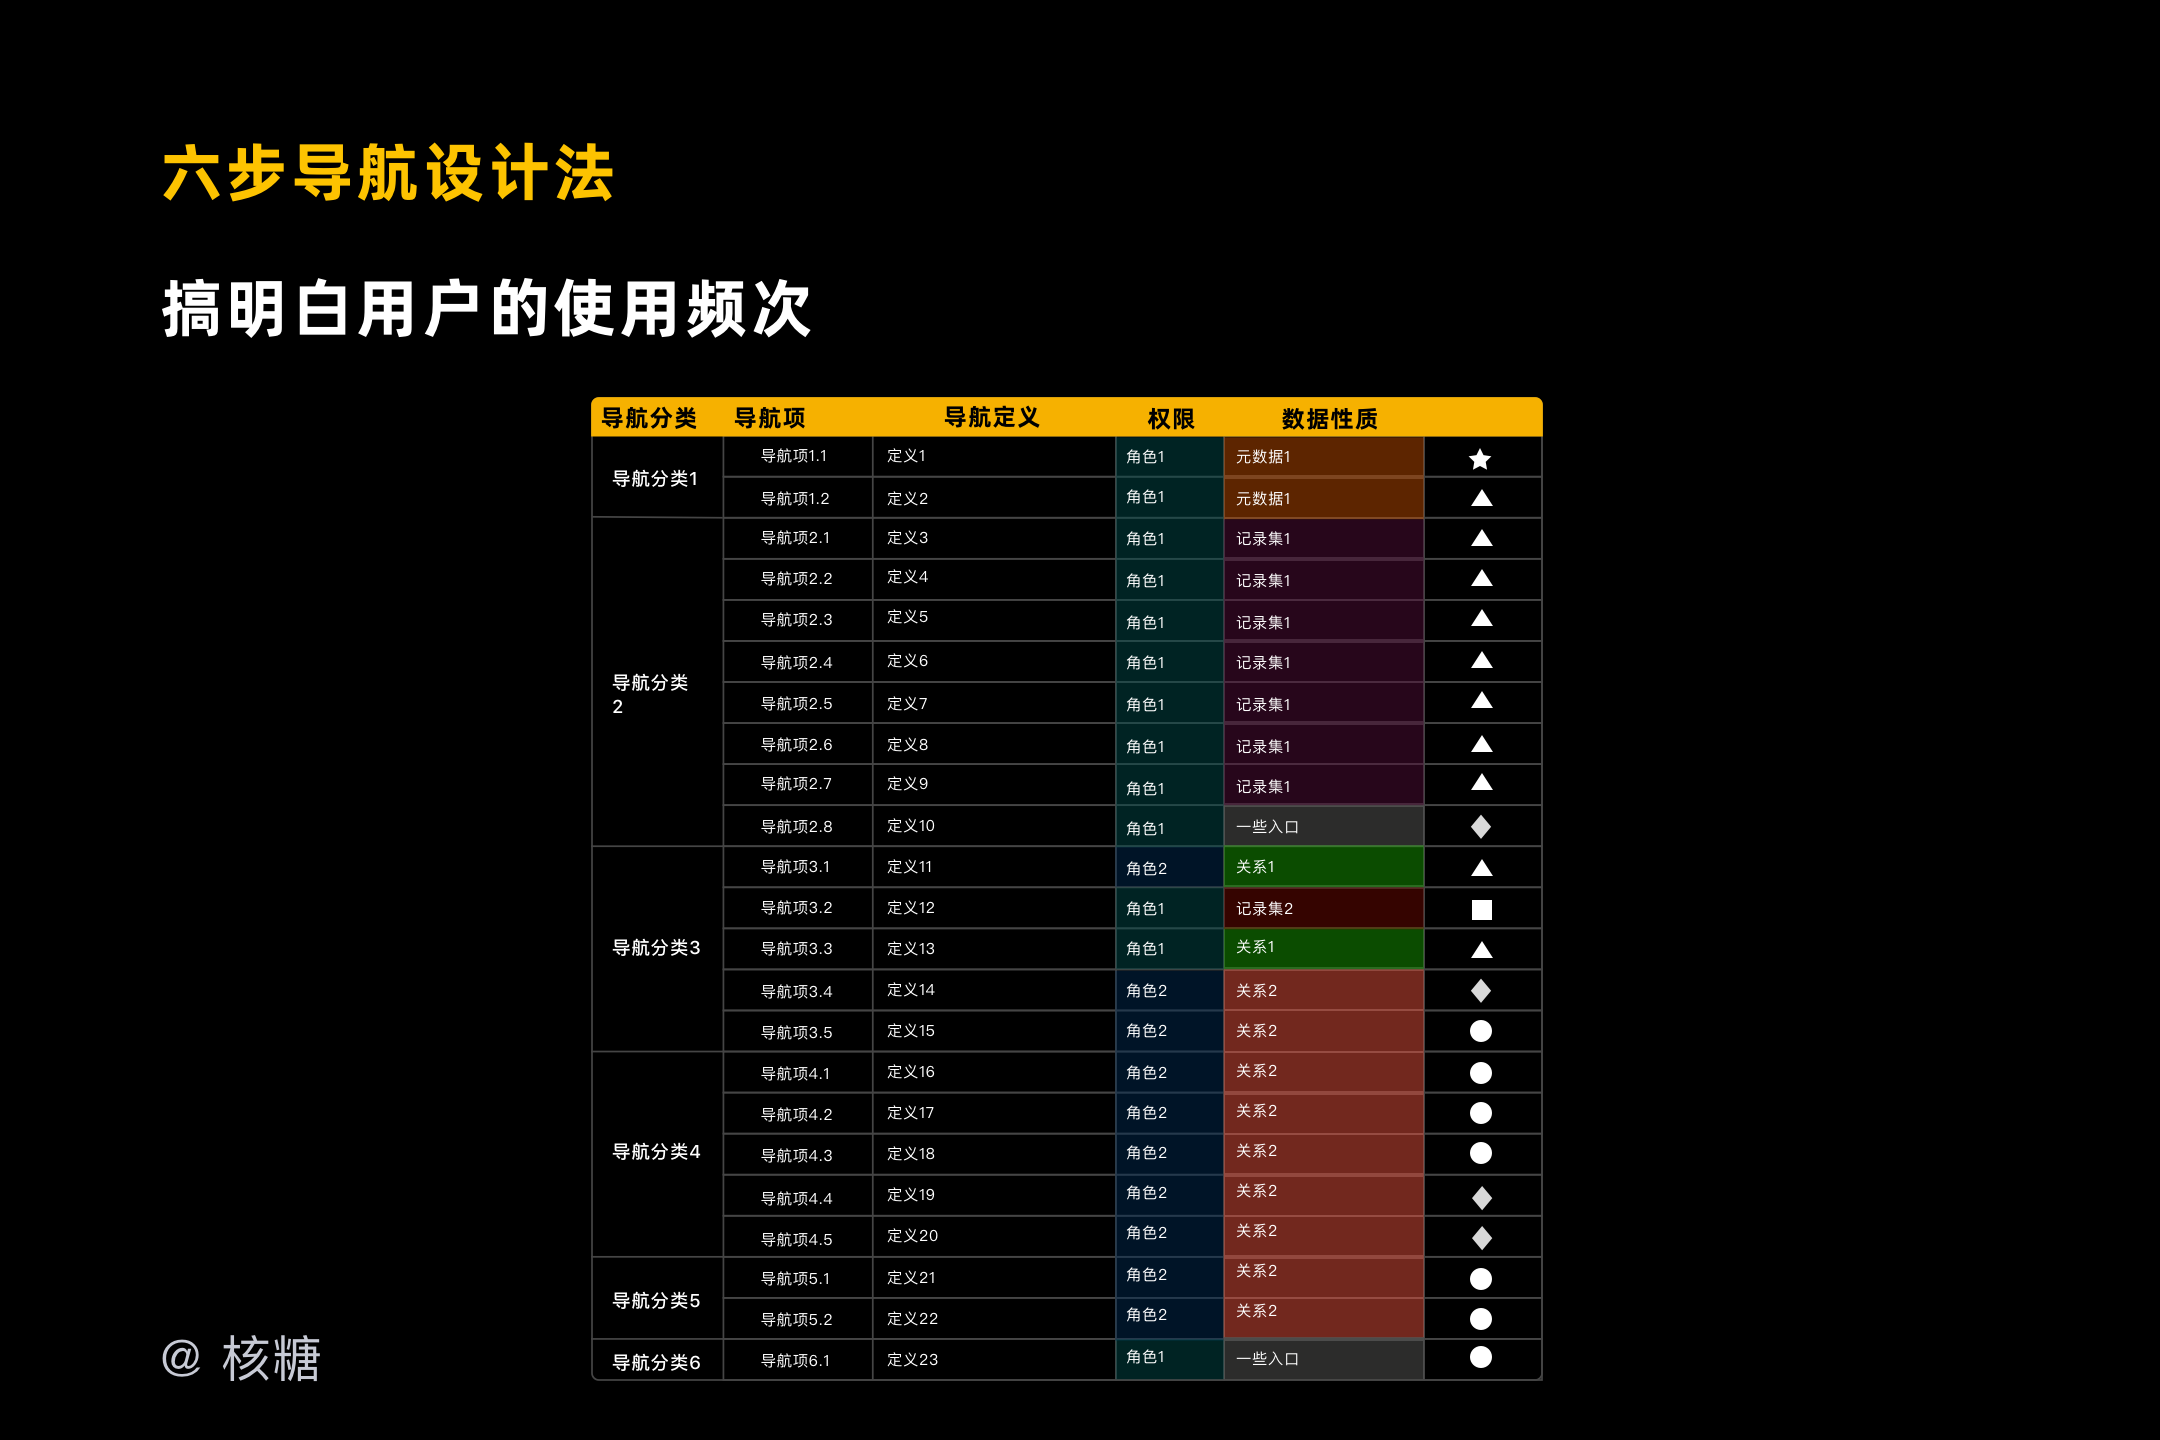 六步导航设计法
搞明白用户的使用频次
导航分类 导航项 导航定义 权限 数据性质
导航分类1 导航项1.1 定义1 角色1 元数据1
导航项1.2 定义2 角色1 元数据1
导航分类2 导航项2.1 定义3 角色1 记录集1
导航项2.2 定义4 角色1 记录集1
导航项2.3 定义5 角色1 记录集1
导航项2.4 定义6 角色1 记录集1
导航项2.5 定义7 角色1 记录集1
导航项2.6 定义8 角色1 记录集1
导航项2.7 定义9 角色1 记录集1
导航项2.8 定义10 角色1 一些入口
导航分类3 导航项3.1 定义11 角色2 关系1
导航项3.2 定义12 角色1 记录集2
导航项3.3 定义13 角色1 关系1
导航项3.4 定义14 角色2 关系2
导航项3.5 定义15 角色2 关系2
导航分类4 导航项4.1 定义16 角色2 关系2
导航项4.2 定义17 角色2 关系2
导航项4.3 定义18 角色2 关系2
导航项4.4 定义19 角色2 关系2
导航项4.5 定义20 角色2 关系2
导航分类5 导航项5.1 定义21 角色2 关系2
导航项5.2 定义22 角色2 关系2
导航分类6 导航项6.1 定义23 角色1 一些入口
@ 核糖